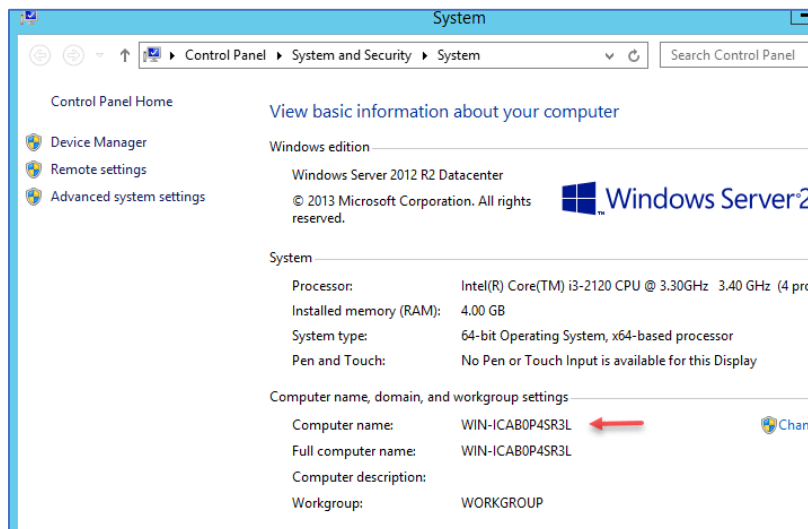 System
Control Panel ▸ System and Security ▸ System
Search Control Panel
Control Panel Home
Device Manager
Remote settings
Advanced system settings
View basic information about your computer
Windows edition
Windows Server 2012 R2 Datacenter
© 2013 Microsoft Corporation. All rights
reserved.
Windows Server 2
System
Processor: Intel(R) Core(TM) i3-2120 CPU @ 3.30GHz 3.40 GHz (4 pro
Installed memory (RAM): 4.00 GB
System type: 64-bit Operating System, x64-based processor
Pen and Touch: No Pen or Touch Input is available for this Display
Computer name, domain, and workgroup settings
Computer name: WIN-ICAB0P4SR3L
Chan
Full computer name: WIN-ICAB0P4SR3L
Computer description:
Workgroup: WORKGROUP